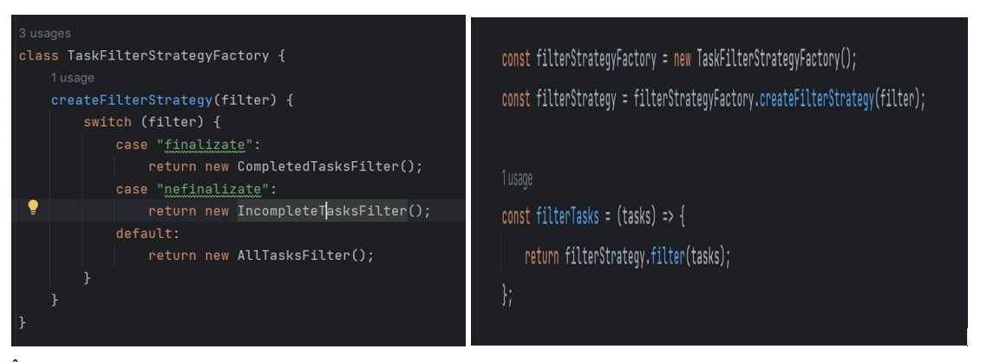 3 usages
class TaskFilterStrategyFactory {
1 usage
createFilterStrategy(filter) {
switch (filter) {
case "finalizate":
return new CompletedTasksFilter();
case "nefinalizate":
return new IncompleteTasksFilter();
default:
return new AllTasksFilter();
}
}
}
const filterStrategyFactory = new TaskFilterStrategyFactory();
const filterStrategy = filterStrategyFactory.createFilterStrategy(filter);
1 usage
const filterTasks = (tasks) => {
return filterStrategy.filter(tasks);
};